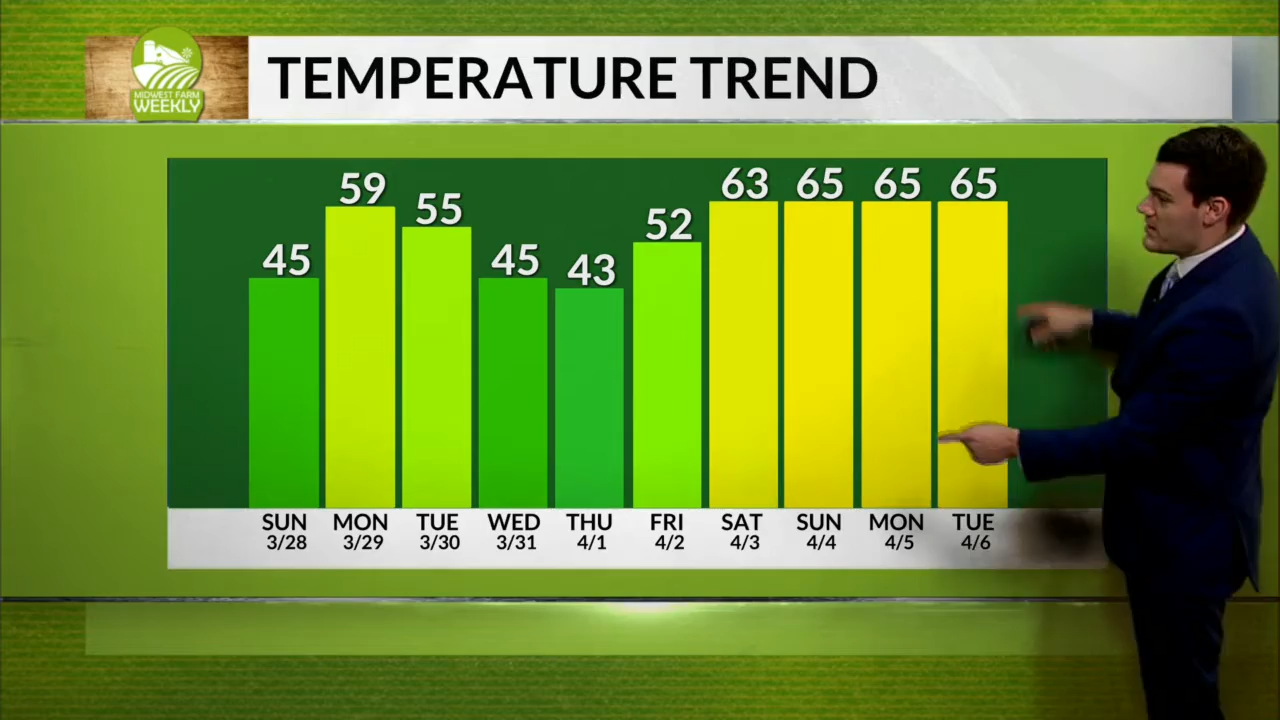 MIDWEST FARM
WEEKLY
TEMPERATURE TREND
45 59 55 45 43 52 63 65 65 65
SUN MON TUE WED THU FRI SAT SUN MON TUE
3/28 3/29 3/30 3/31 4/1 4/2 4/3 4/4 4/5 4/6